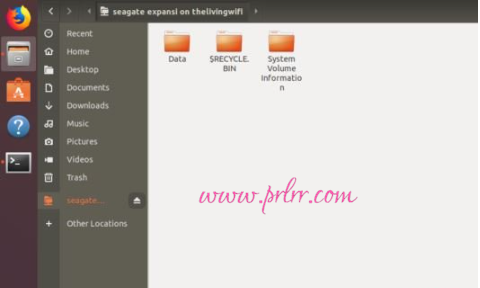 seagate expansi on thelivingwifi
Recent
Home
Desktop
Documents
Downloads
Music
Pictures
Videos
Trash
seagate...
Other Locations
Data
$RECYCLE.
BIN
System
Volume
Informatio
n
www.prlrr.com